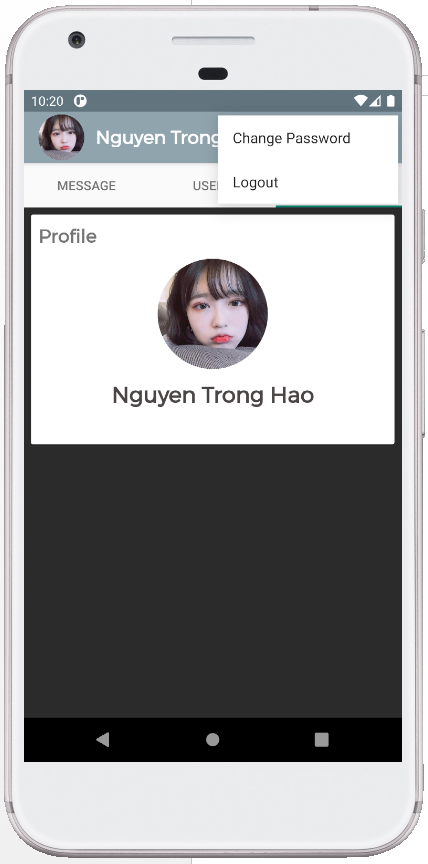 10:20
Nguyen Trong
Change Password
MESSAGE
USE
Logout
Profile
Nguyen Trong Hao